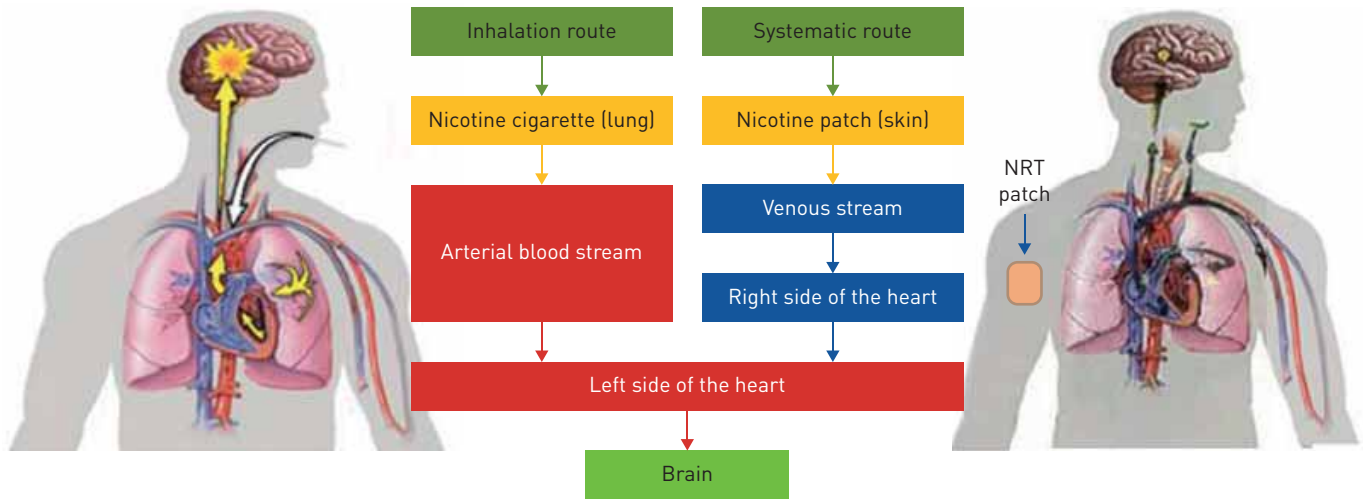 Inhalation route
Systematic route
Nicotine cigarette (lung)
Nicotine patch (skin)
NRT
patch
Venous stream
Arterial blood stream
Right side of the heart
Left side of the heart
Brain